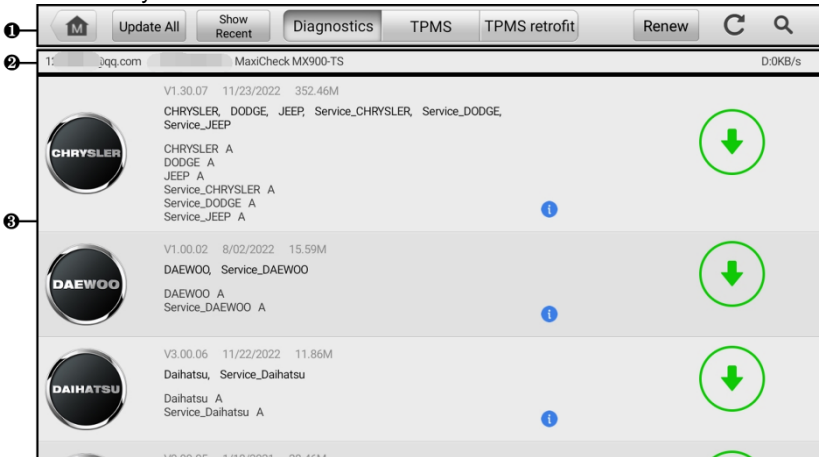 M Update All Show Recent Diagnostics TPMS TPMS retrofit Renew
❶
❷
@qq.com MaxiCheck MX900-TS D:0KB/s
V1.30.07 11/23/2022 352.46M
CHRYSLER, DODGE, JEEP, Service_CHRYSLER, Service_DODGE,
Service_JEEP
CHRYSLER
CHRYSLER A
DODGE A
JEEP A
Service_CHRYSLER A
Service_DODGE A
Service_JEEP A
❸
V1.00.02 8/02/2022 15.59M
DAEWOO, Service_DAEWOO
DAEWOO
DAEWOO A
Service_DAEWOO A
V3.00.06 11/22/2022 11.86M
Daihatsu, Service_Daihatsu
DAIHATSU
Daihatsu A
Service_Daihatsu A